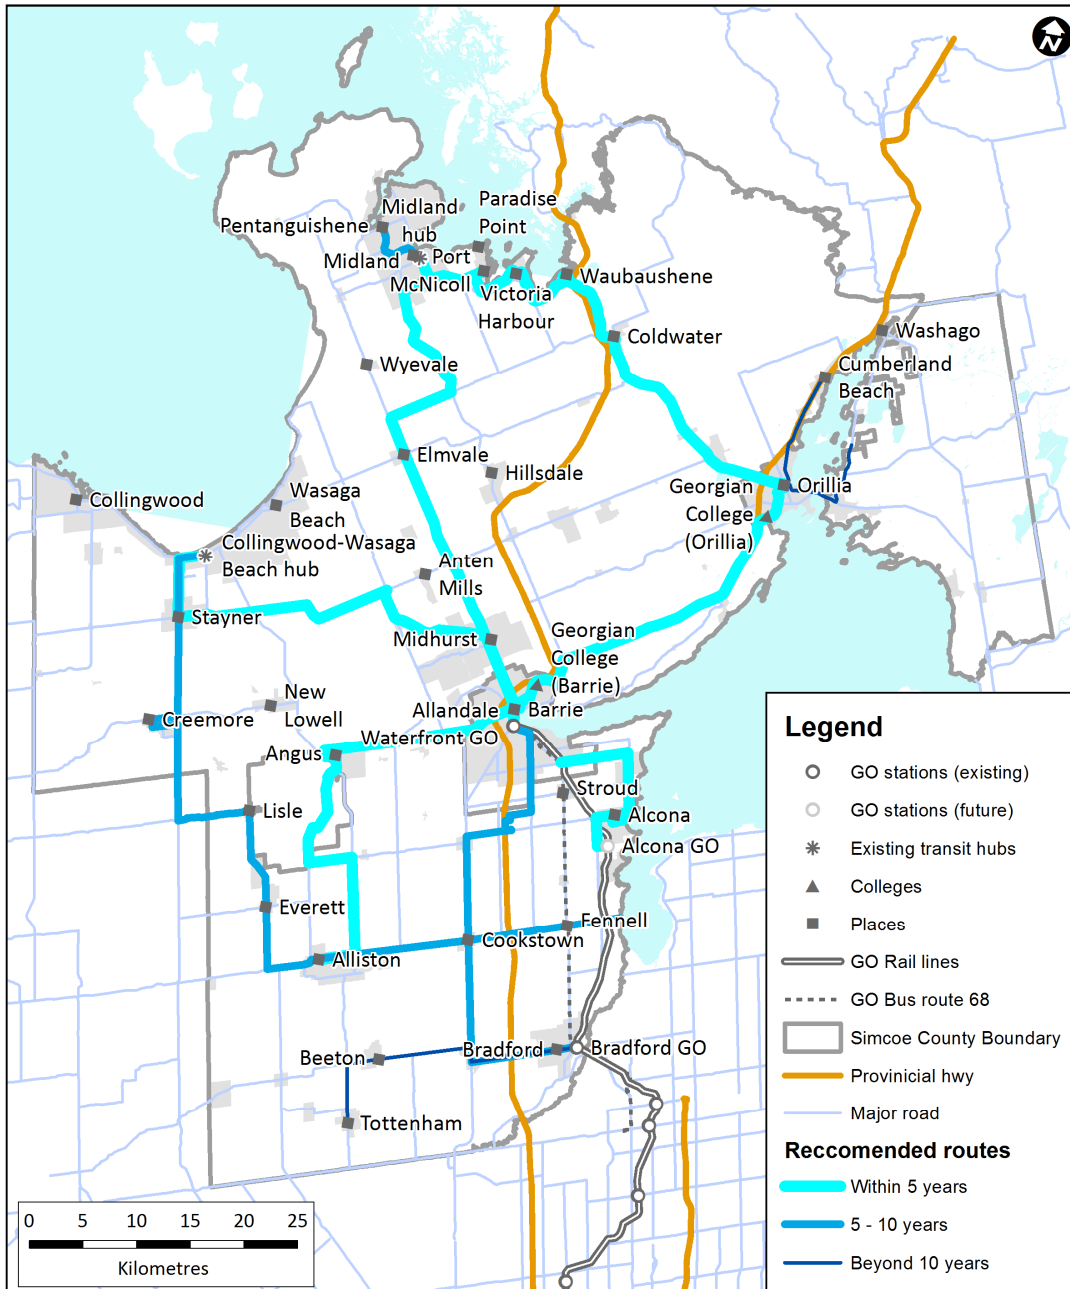 N
Paradise
Point
Midland
hub
Pentanguishene
Midland
Port
McNicoll
Victoria
Harbour
Waubaushene
Coldwater
Washago
Cumberland
Beach
Wyevale
Elmvale
Hillsdale
Orillia
Georgian
College
(Orillia)
Collingwood
Wasaga
Beach
Collingwood-Wasaga
Beach hub
Anten
Mills
Stayner
Midhurst
Georgian
College
(Barrie)
New
Lowell
Creemore
Allandale
Waterfront GO
Barrie
Angus
Stroud
Lisle
Alcona
Alcona GO
Everett
Fennell
Cookstown
Alliston
Bradford
Bradford GO
Beeton
Tottenham
Legend
GO stations (existing)
GO stations (future)
Existing transit hubs
Colleges
Places
GO Rail lines
GO Bus route 68
Simcoe County Boundary
Provinicial hwy
Major road
Reccomended routes
Within 5 years
5 - 10 years
Beyond 10 years
0 5 10 15 20 25
Kilometres